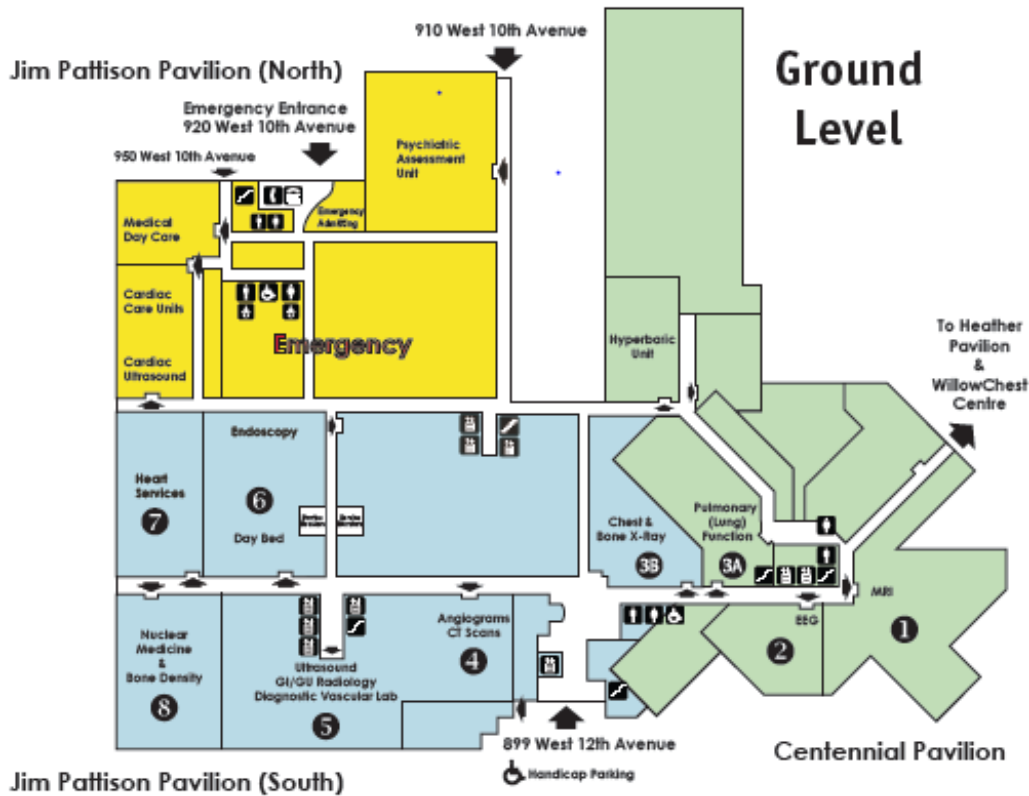 910 West 10th Avenue
Ground
Level
Jim Pattison Pavilion (North)
Emergency Entrance
920 West 10th Avenue
950 West 10th Avenue
Psychiatric
Assessment
Unit
Emergency
Admitting
Medical
Day Care
Cardiac
Care Units
Cardiac
Ultrasound
Emergency
Hyperbaric
Unit
To Heather
Pavilion
&
WillowChest
Centre
Endoscopy
Heart
Services
7
6
Day Bed
Chest &
Bone X-Ray
3B
Pulmonary
(Lung)
Function
3A
MRI
1
EEG
2
Angiograms
CT Scans
4
Nuclear
Medicine
&
Bone Density
8
Ultrasound
GI/GU Radiology
Diagnostic Vascular Lab
5
899 West 12th Avenue
Handicap Parking
Centennial Pavilion
Jim Pattison Pavilion (South)